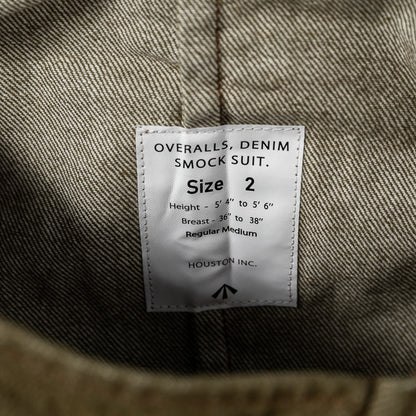 OVERALLS, DENIM
SMOCK SUIT.
Size 2
Height - 5' 4" to 5' 6"
Breast - 36" to 38"
Regular Medium
HOUSTON INC.